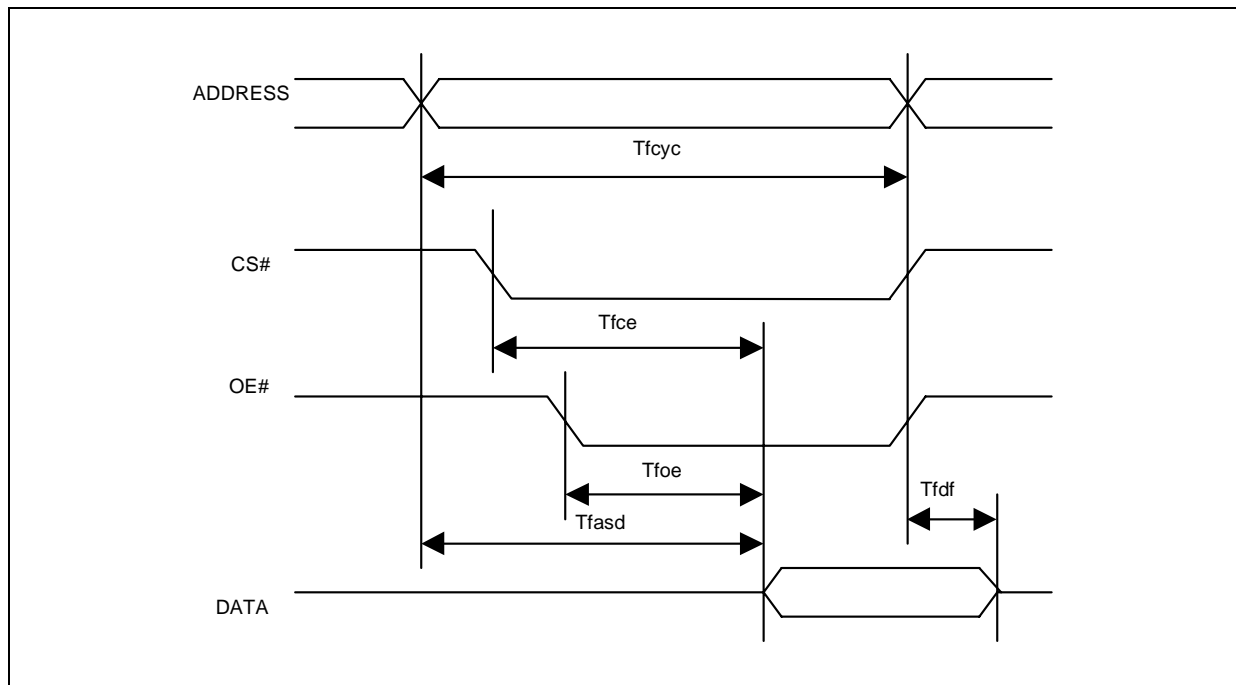 ADDRESS
Tfcyc
CS#
Tfce
OE#
Tfoe
Tfdf
Tfasd
DATA